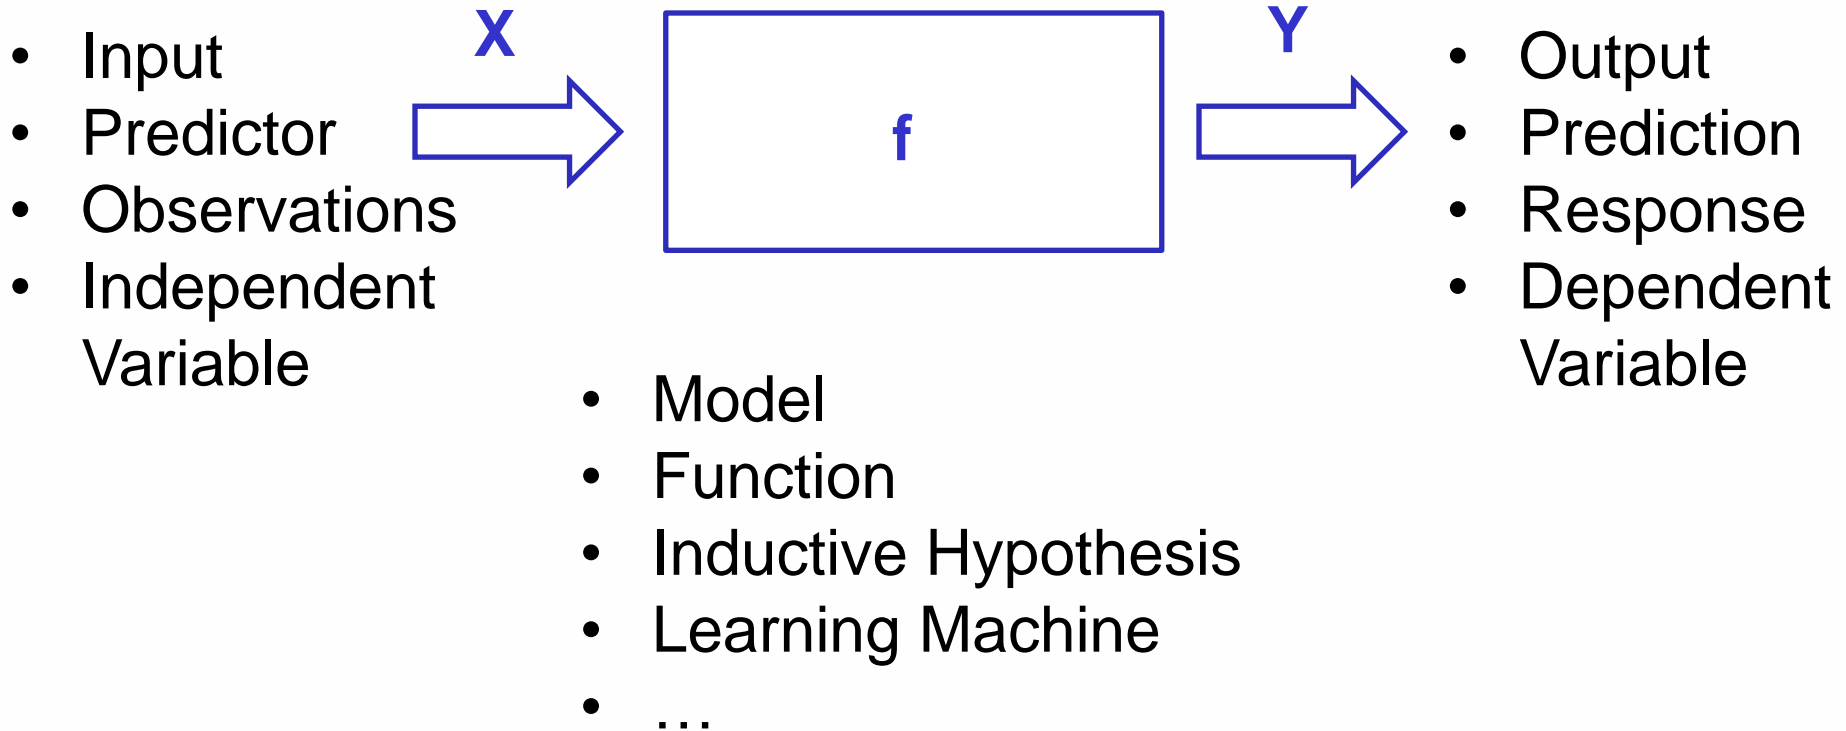 X
Y
• Input
• Predictor
• Observations
• Independent
Variable
f
• Output
• Prediction
• Response
• Dependent
Variable
• Model
• Function
• Inductive Hypothesis
• Learning Machine
• …